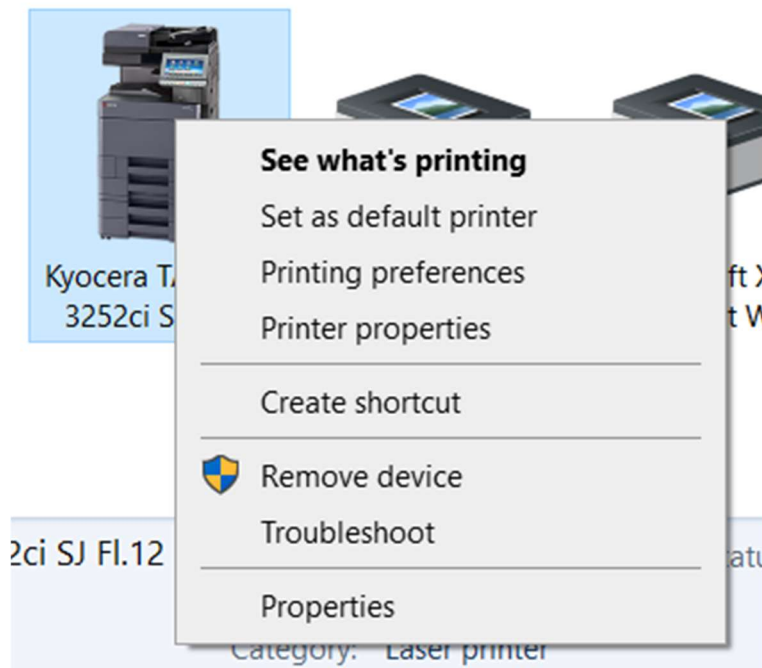 See what's printing
Set as default printer
Kyocera
Printing preferences
3252ci
Printer properties
Create shortcut
Remove device
Troubleshoot
2ci SJ Fl.12
Properties
Category: Laser printer